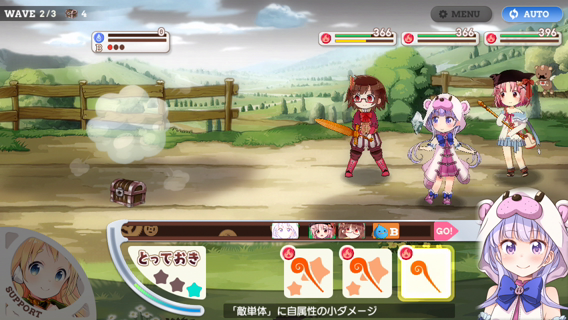 WAVE 2/3 4
MENU
AUTO
B 0
366
366
396
B GO!
とっておき
SUPPORT
「敵単体」に自属性の小ダメージ